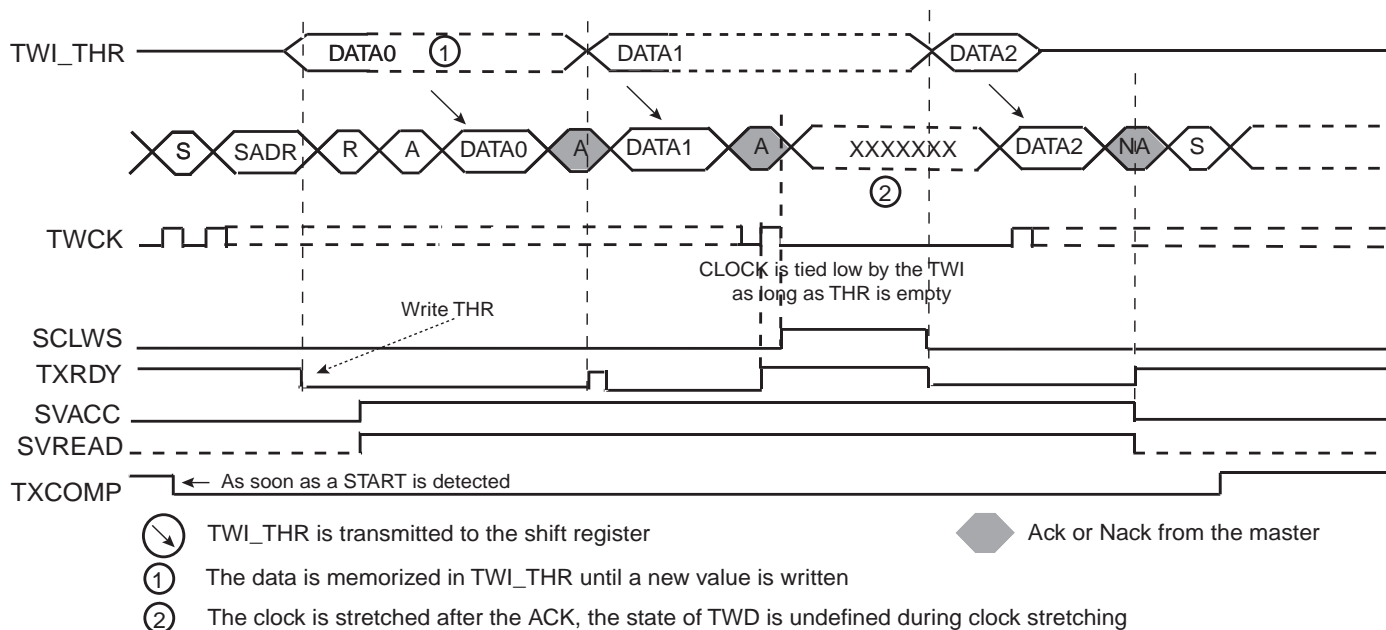 TWI_THR DATA0 1 DATA1 DATA2
S SADR R A DATA0 A DATA1 A XXXXXXX DATA2 NA S
2
TWCK
CLOCK is tied low by the TWI
as long as THR is empty
Write THR
SCLWS
TXRDY
SVACC
SVREAD
TXCOMP As soon as a START is detected
TWI_THR is transmitted to the shift register Ack or Nack from the master
1 The data is memorized in TWI_THR until a new value is written
2 The clock is stretched after the ACK, the state of TWD is undefined during clock stretching